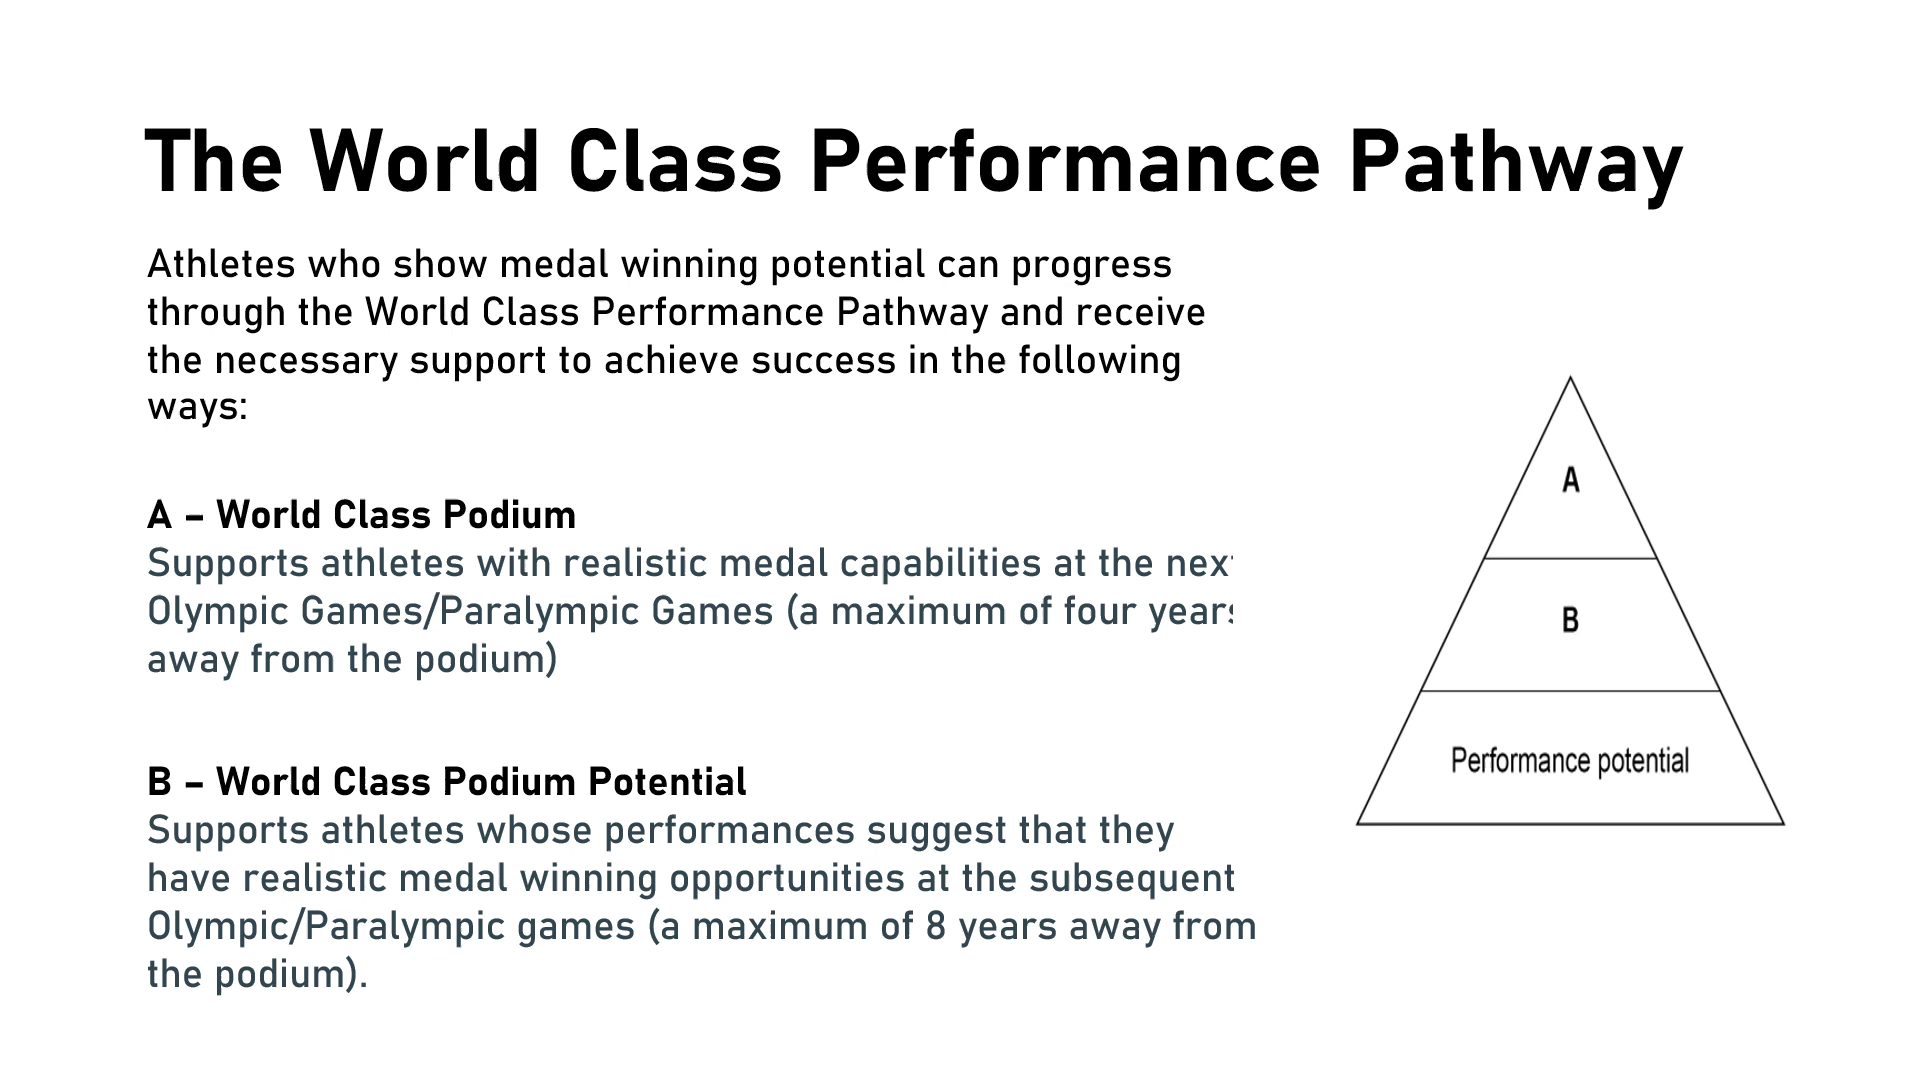 The World Class Performance Pathway
Athletes who show medal winning potential can progress
through the World Class Performance Pathway and receive
the necessary support to achieve success in the following
ways:
A – World Class Podium
Supports athletes with realistic medal capabilities at the next
Olympic Games/Paralympic Games (a maximum of four years
away from the podium)
B – World Class Podium Potential
Supports athletes whose performances suggest that they
have realistic medal winning opportunities at the subsequent
Olympic/Paralympic games (a maximum of 8 years away from
the podium).
A
B
Performance potential